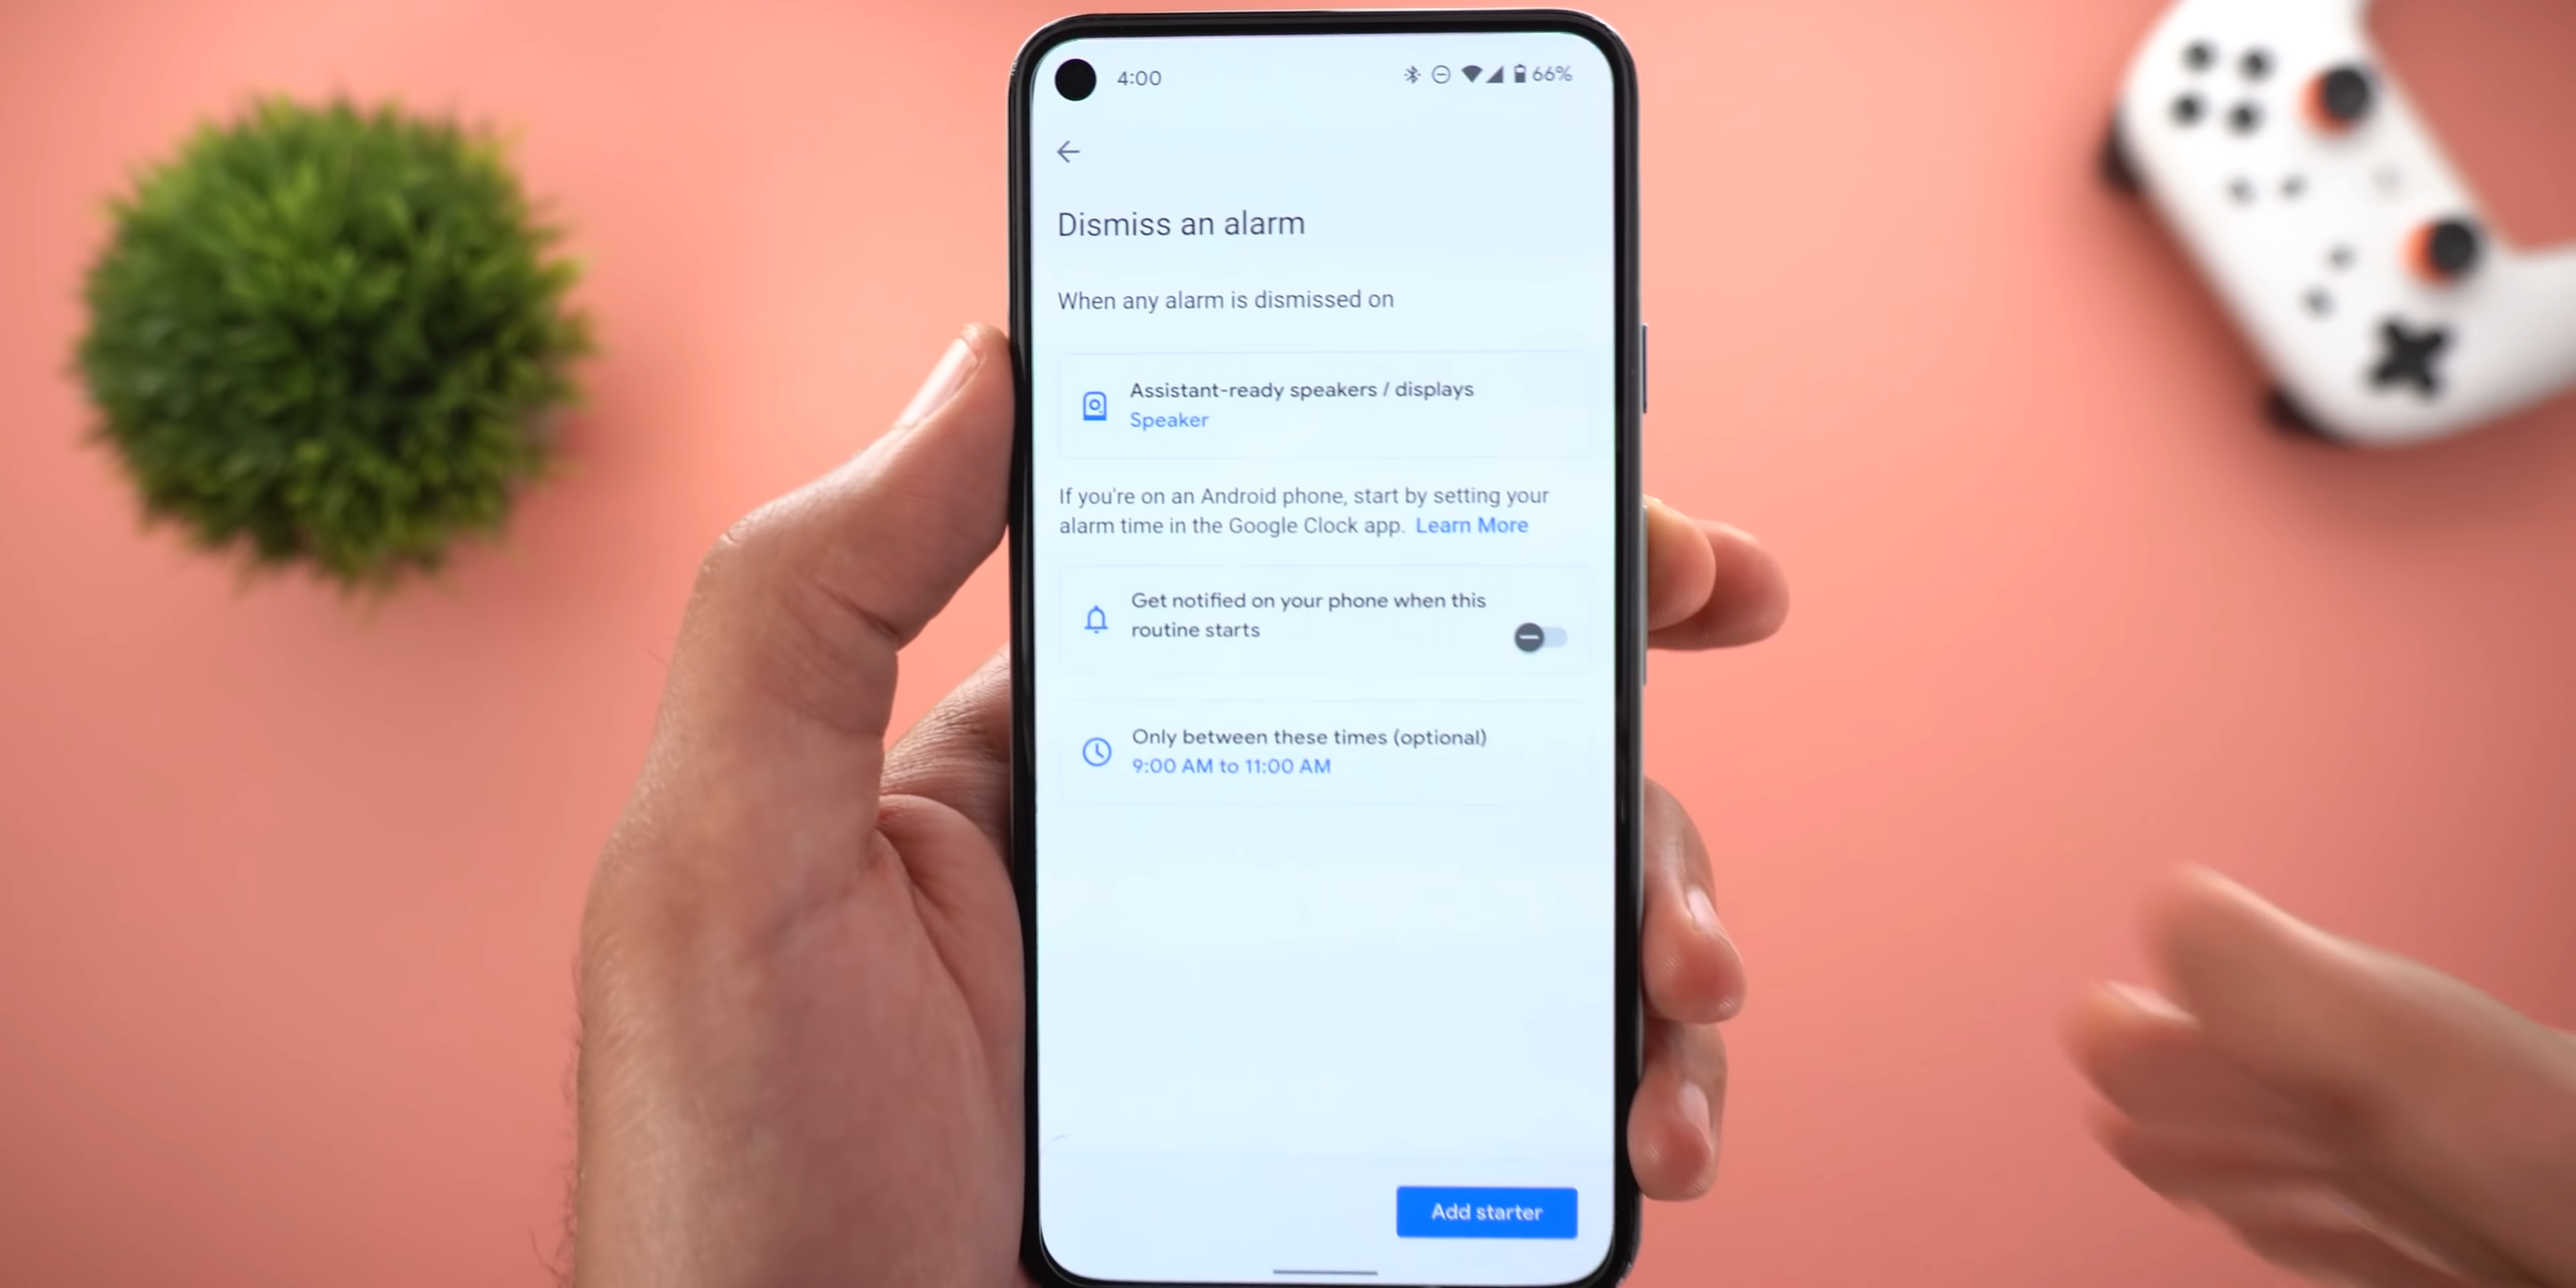 4:00 66%
Dismiss an alarm
When any alarm is dismissed on
Assistant-ready speakers / displays
Speaker
If you're on an Android phone, start by setting your
alarm time in the Google Clock app. Learn More
Get notified on your phone when this
routine starts
Only between these times (optional)
9:00 AM to 11:00 AM
Add starter